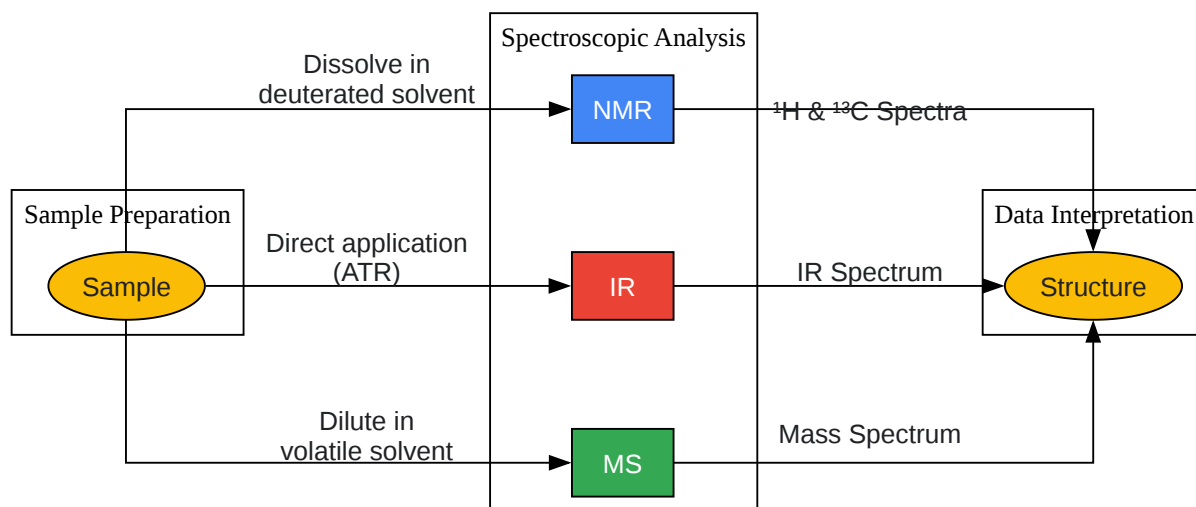 Spectroscopic Analysis
Dissolve in
deuterated solvent
NMR
¹H & ¹³C Spectra
Sample Preparation
Data Interpretation
Direct application
(ATR)
Sample
IR
IR Spectrum
Structure
Dilute in
volatile solvent
MS
Mass Spectrum